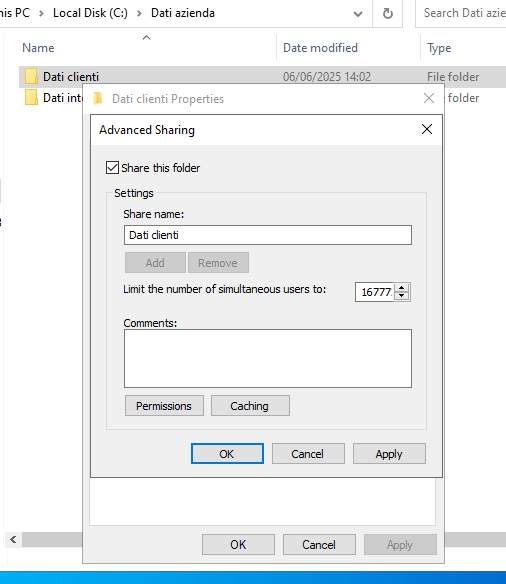 his PC > Local Disk (C:) > Dati azienda
Search Dati azie
Name
Date modified
Type
Dati clienti
06/06/2025 14:02
File folder
Dati inte
e folder
Dati clienti Properties
Advanced Sharing
Share this folder
Settings
Share name:
Dati clienti
Add
Remove
Limit the number of simultaneous users to:
16777
Comments:
Permissions
Caching
OK
Cancel
Apply
OK
Cancel
Apply